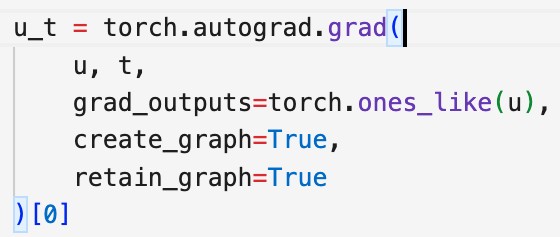 u_t = torch.autograd.grad(
    u, t,
    grad_outputs=torch.ones_like(u),
    create_graph=True,
    retain_graph=True
)[0]